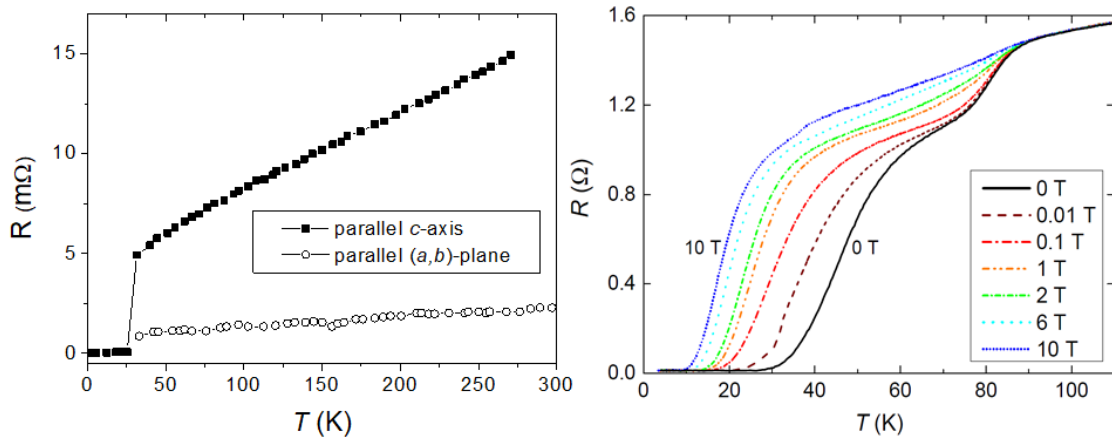 15
10
5
0
R (mΩ)
parallel c-axis
parallel (a,b)-plane
0 50 100 150 200 250 300
T (K)
1.6
1.2
0.8
0.4
0.0
R (Ω)
10 T
0 T
0 T
0.01 T
0.1 T
1 T
2 T
6 T
10 T
0 20 40 60 80 100
T (K)